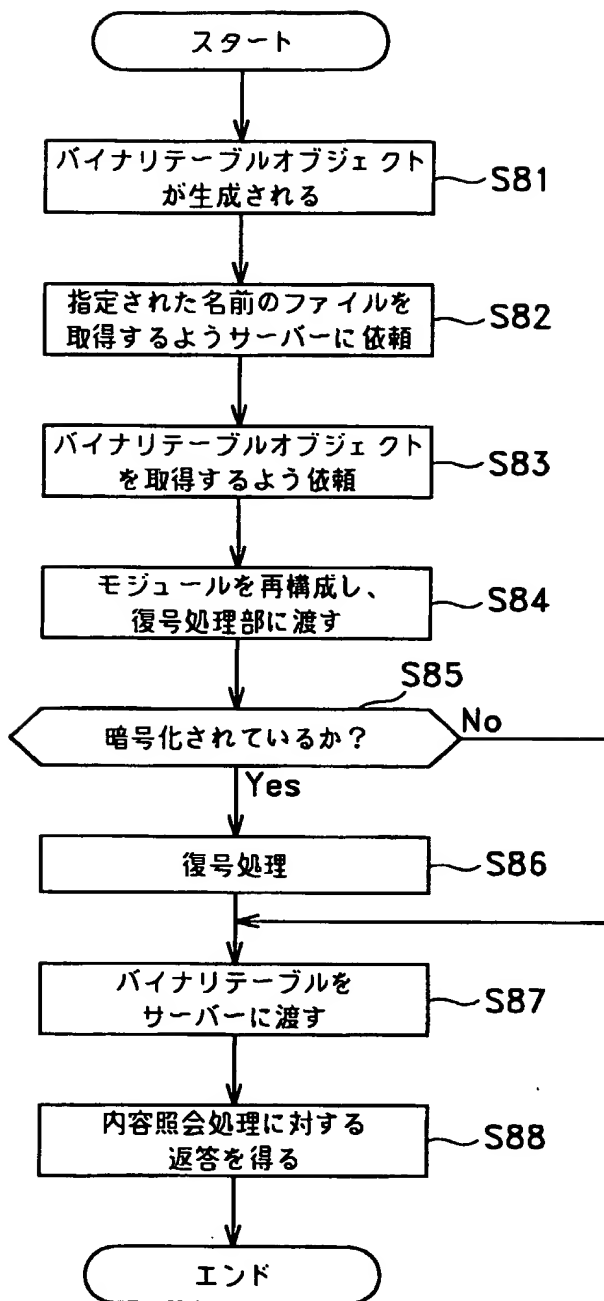 スタート
バイナリテーブルオブジェクト
が生成される
S81
指定された名前のファイルを
取得するようサーバーに依頼
S82
バイナリテーブルオブジェクト
を取得するよう依頼
S83
モジュールを再構成し、
復号処理部に渡す
S84
S85
暗号化されているか?
No
Yes
復号処理
S86
バイナリテーブルを
サーバーに渡す
S87
内容照会処理に対する
返答を得る
S88
エンド